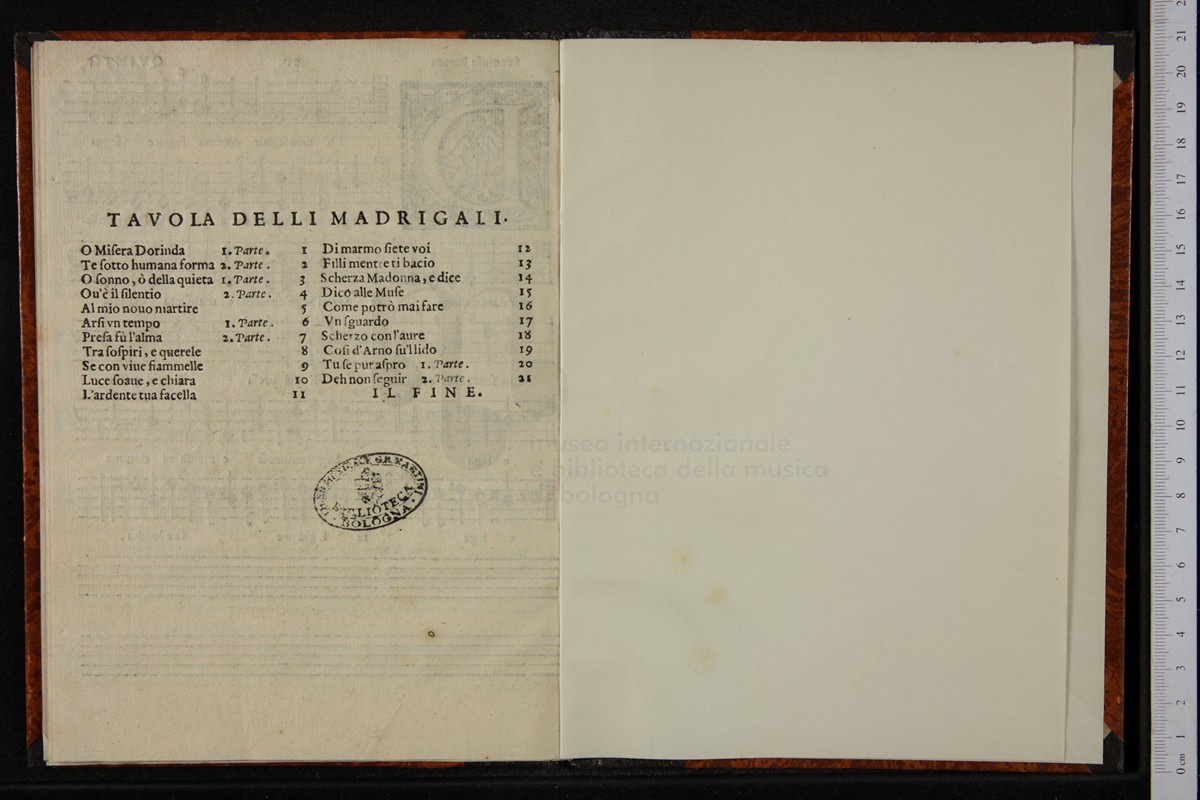 TAVOLA DELLI MADRIGALI.
O Miſera Dorinda 1. Parte. 1
Te ſotto humana forma 2. Parte. 2
O ſonno, ò della quieta 1. Parte. 3
Ou'è il ſilentio 2. Parte. 4
Al mio nouo martire 5
Arſi vn tempo 1. Parte. 6
Preſa fù l'alma 2. Parte. 7
Tra ſoſpiri, e querele 8
Se con viue fiammelle 9
Luce ſoaue, e chiara 10
L'ardente tua facella 11
Di marmo ſiete voi 12
Filli mentre ti bacio 13
Scherza Madonna, e dice 14
Dico alle Muſe 15
Come potrò mai fare 16
Vn ſguardo 17
Scherzo con l'aure 18
Coſi d'Arno ſu'l lido 19
Tu ſe pur aſpro 1. Parte. 20
Deh non ſeguir 2. Parte. 21
IL FINE.
BIBLIOTECA
BOLOGNA
museo internazionale
e biblioteca della musica
bologna